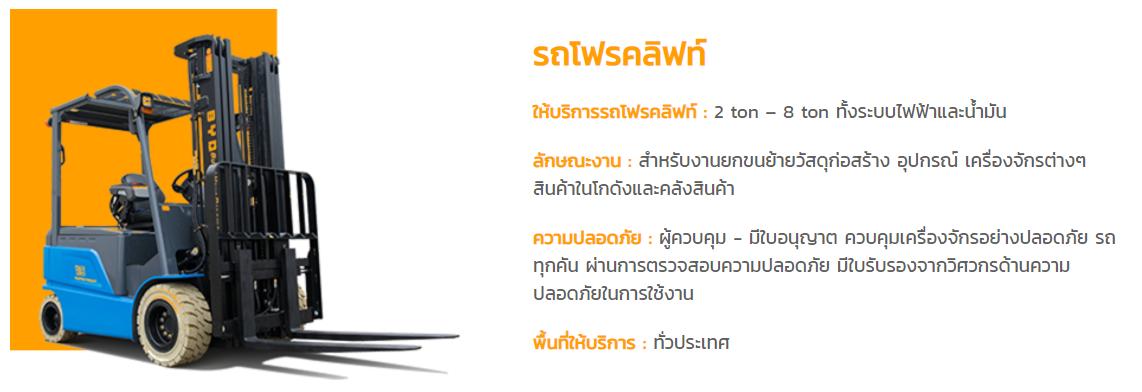 รถโฟรคลิฟท์
ให้บริการรถโฟรคลิฟท์ : 2 ton – 8 ton ทั้งระบบไฟฟ้าและน้ำมัน
ลักษณะงาน : สำหรับงานยกขนย้ายวัสดุก่อสร้าง อุปกรณ์ เครื่องจักรต่างๆ
สินค้าในโกดังและคลังสินค้า
ความปลอดภัย : ผู้ควบคุม - มีใบอนุญาต ควบคุมเครื่องจักรอย่างปลอดภัย รถ
ทุกคัน ผ่านการตรวจสอบความปลอดภัย มีใบรับรองจากวิศวกรด้านความ
ปลอดภัยในการใช้งาน
พื้นที่ให้บริการ : ทั่วประเทศ
BYD